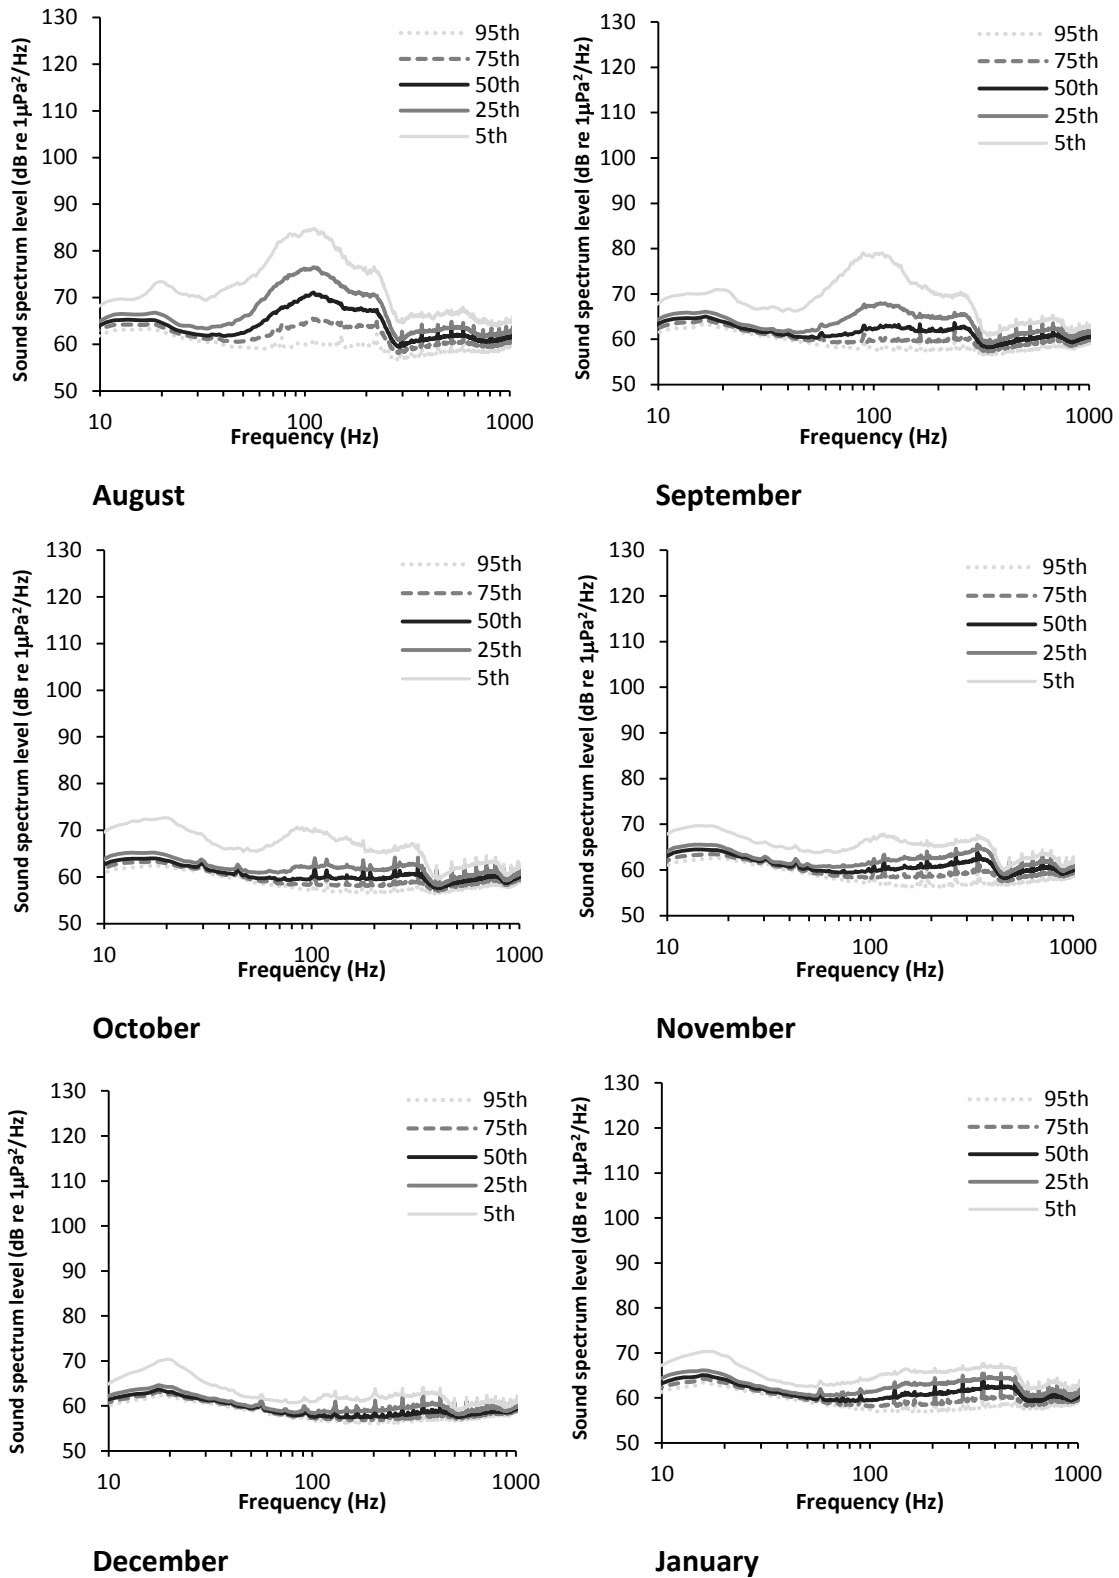 130
120
110
100
90
80
70
60
50
Sound spectrum level (dB re 1µPa²/Hz)
95th
75th
50th
25th
5th
10
100
1000
Frequency (Hz)
August
130
120
110
100
90
80
70
60
50
Sound spectrum level (dB re 1µPa²/Hz)
95th
75th
50th
25th
5th
10
100
1000
Frequency (Hz)
September
130
120
110
100
90
80
70
60
50
Sound spectrum level (dB re 1µPa²/Hz)
95th
75th
50th
25th
5th
10
100
1000
Frequency (Hz)
October
130
120
110
100
90
80
70
60
50
Sound spectrum level (dB re 1µPa²/Hz)
95th
75th
50th
25th
5th
10
100
1000
Frequency (Hz)
November
130
120
110
100
90
80
70
60
50
Sound spectrum level (dB re 1µPa²/Hz)
95th
75th
50th
25th
5th
10
100
1000
Frequency (Hz)
December
130
120
110
100
90
80
70
60
50
Sound spectrum level (dB re 1µPa²/Hz)
95th
75th
50th
25th
5th
10
100
1000
Frequency (Hz)
January